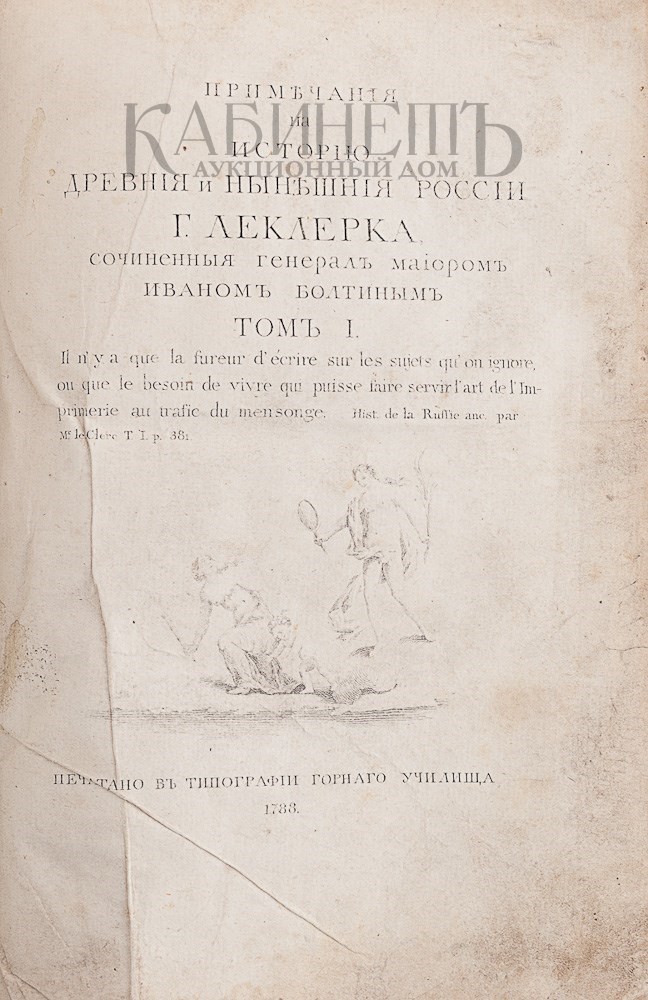 ПРИМѢЧАНІЯ
на
ИСТОРІЮ
ДРЕВНІЯ и НЫНѢШНІЯ РОССІИ
Г. ЛЕКЛЕРКА,
сочиненныя генералъ маіоромъ
ИВАНОМЪ БОЛТИНЫМЪ
ТОМЪ I.
Il n'y a que la fureur d'écrire sur les sujets qu'on ignore,
ou que le besoin de vivre qui puisse faire servir l'art de l'Im-
primerie au trafic du mensonge. Hist. de la Russie anc. par
Mr. le Clerc T. I. p. 381.
ПЕЧАТАНО ВЪ ТИПОГРАФІИ ГОРНАГО УЧИЛИЩА
1788.
КАБИНЕТЪ
АУКЦИОННЫЙ ДОМ